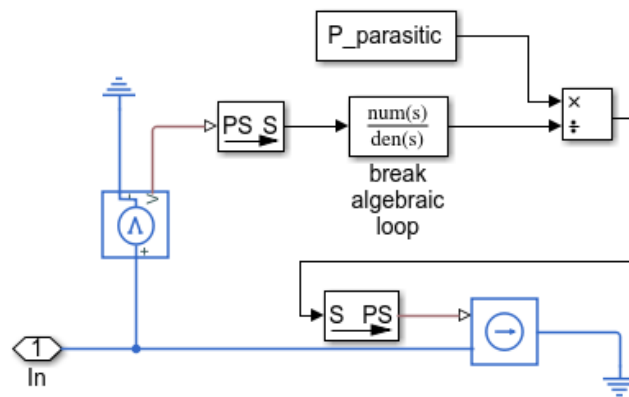 P_parasitic
PS S
num(s)
den(s)
×
÷
break
algebraic
loop
V
-
V
+
S PS
1
In